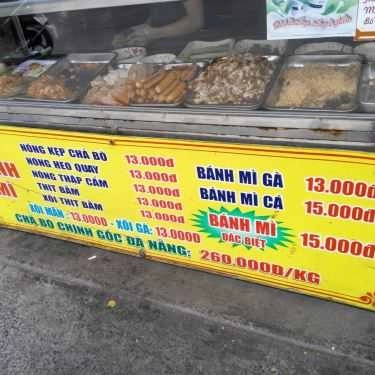 NÓNG KẸP CHẢ BÒ 13.000đ
NÓNG HEO QUAY 13.000đ
NÓNG THẬP CẨM 13.000đ
THỊT BẰM 13.000đ
XÔI THỊT BẰM 13.000đ
XÔI MẶN - 13.000Đ - XÔI GÀ: 13.000Đ
CHẢ BÒ CHÍNH GỐC ĐÀ NẴNG: 260.000Đ/KG
BÁNH MÌ GÀ 13.000đ
BÁNH MÌ CÁ 15.000đ
BÁNH MÌ ĐẶC BIỆT 15.000đ